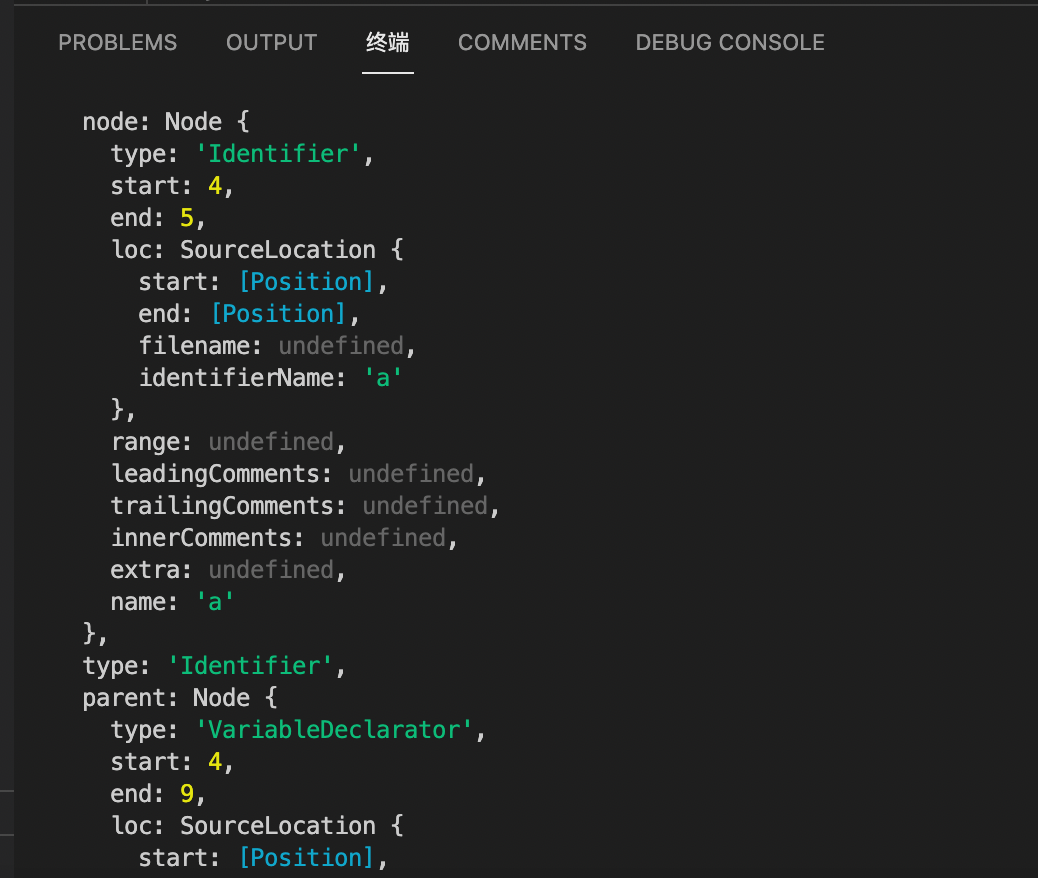 PROBLEMS OUTPUT 终端 COMMENTS DEBUG CONSOLE
node: Node {
type: 'Identifier',
start: 4,
end: 5,
loc: SourceLocation {
start: [Position],
end: [Position],
filename: undefined,
identifierName: 'a'
},
range: undefined,
leadingComments: undefined,
trailingComments: undefined,
innerComments: undefined,
extra: undefined,
name: 'a'
},
type: 'Identifier',
parent: Node {
type: 'VariableDeclarator',
start: 4,
end: 9,
loc: SourceLocation {
start: [Position],